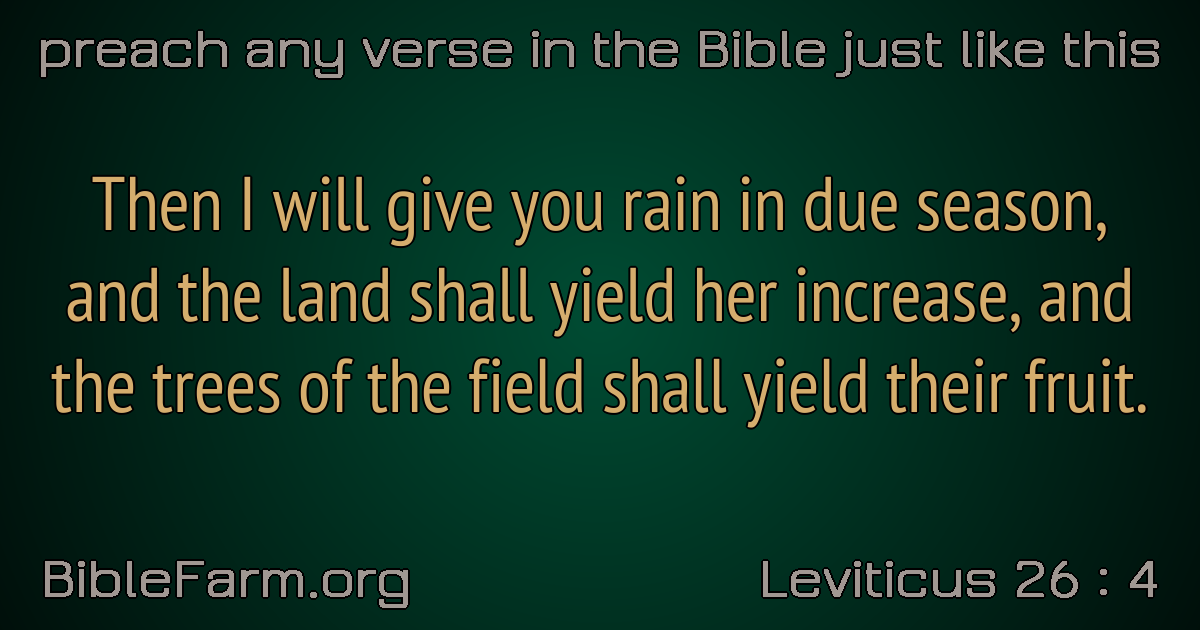 preach any verse in the Bible just like this
Then I will give you rain in due season,
and the land shall yield her increase, and
the trees of the field shall yield their fruit.
BibleFarm.org
Leviticus 26 : 4